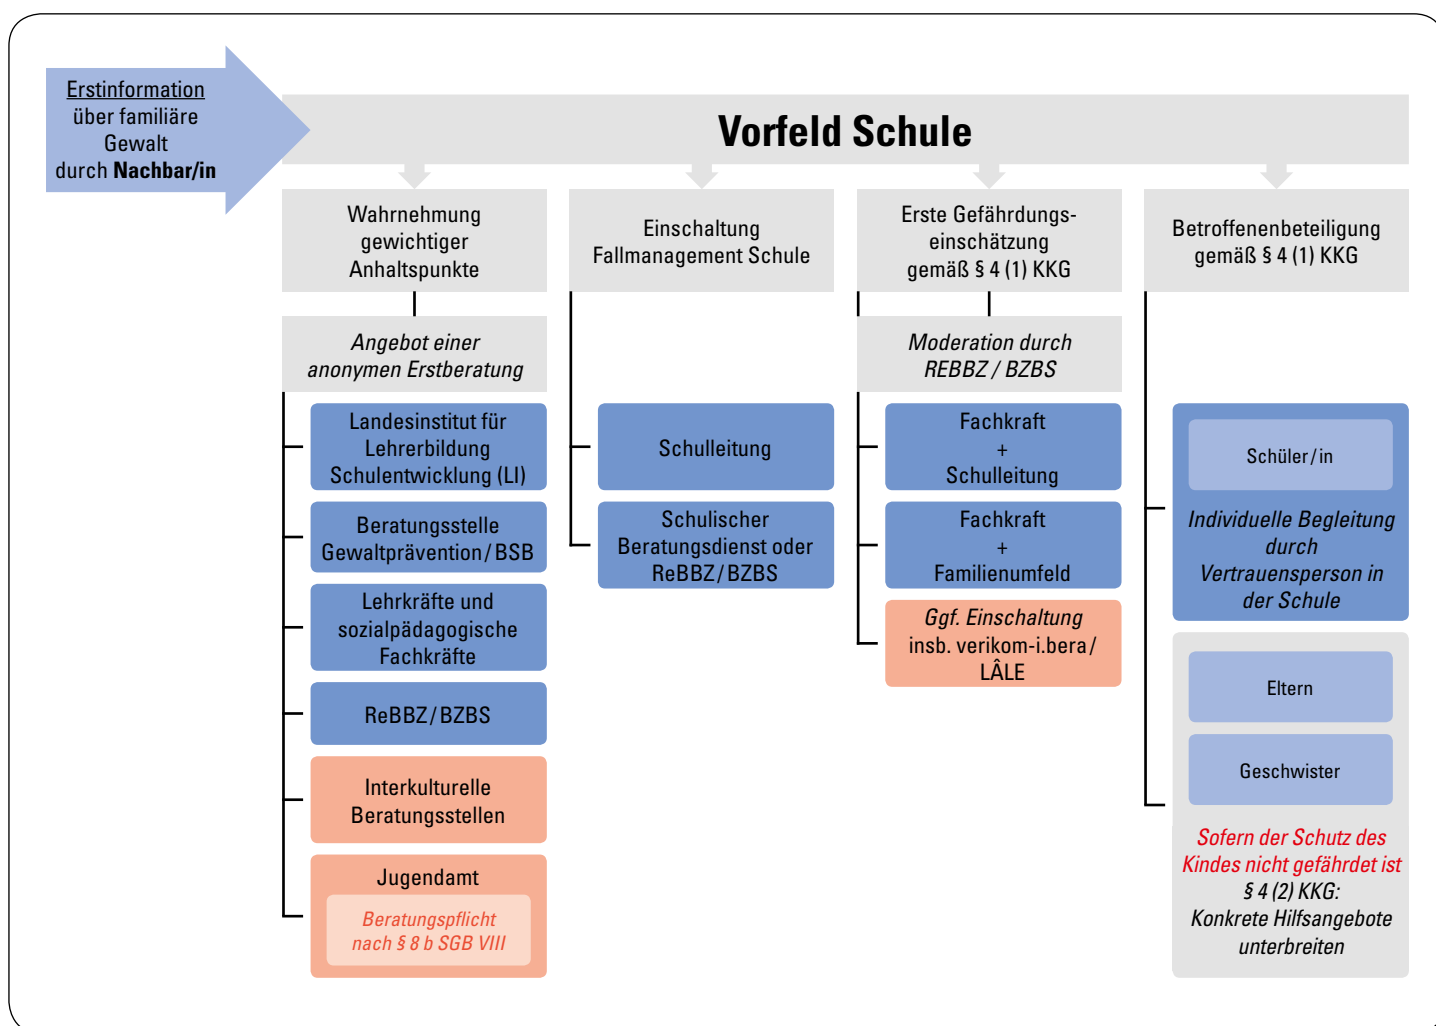 Erstinformation
über familiäre
Gewalt
durch Nachbar/in
Vorfeld Schule
Wahrnehmung
gewichtiger
Anhaltspunkte
Angebot einer
anonymen Erstberatung
Landesinstitut für
Lehrerbildung
Schulentwicklung (LI)
Beratungsstelle
Gewaltprävention / BSB
Lehrkräfte und
sozialpädagogische
Fachkräfte
ReBBZ / BZBS
Interkulturelle
Beratungsstellen
Jugendamt
Beratungspflicht
nach § 8 b SGB VIII
Einschaltung
Fallmanagement Schule
Schulleitung
Schulischer
Beratungsdienst oder
ReBBZ / BZBS
Erste Gefährdungs-
einschätzung
gemäß § 4 (1) KKG
Moderation durch
REBBZ / BZBS
Fachkraft
+
Schulleitung
Fachkraft
+
Familienumfeld
Ggf. Einschaltung
insb. verikom-i.bera /
LÂLE
Betroffenenbeteiligung
gemäß § 4 (1) KKG
Schüler / in
Individuelle Begleitung
durch
Vertrauensperson in
der Schule
Eltern
Geschwister
Sofern der Schutz des
Kindes nicht gefährdet ist
§ 4 (2) KKG:
Konkrete Hilfsangebote
unterbreiten